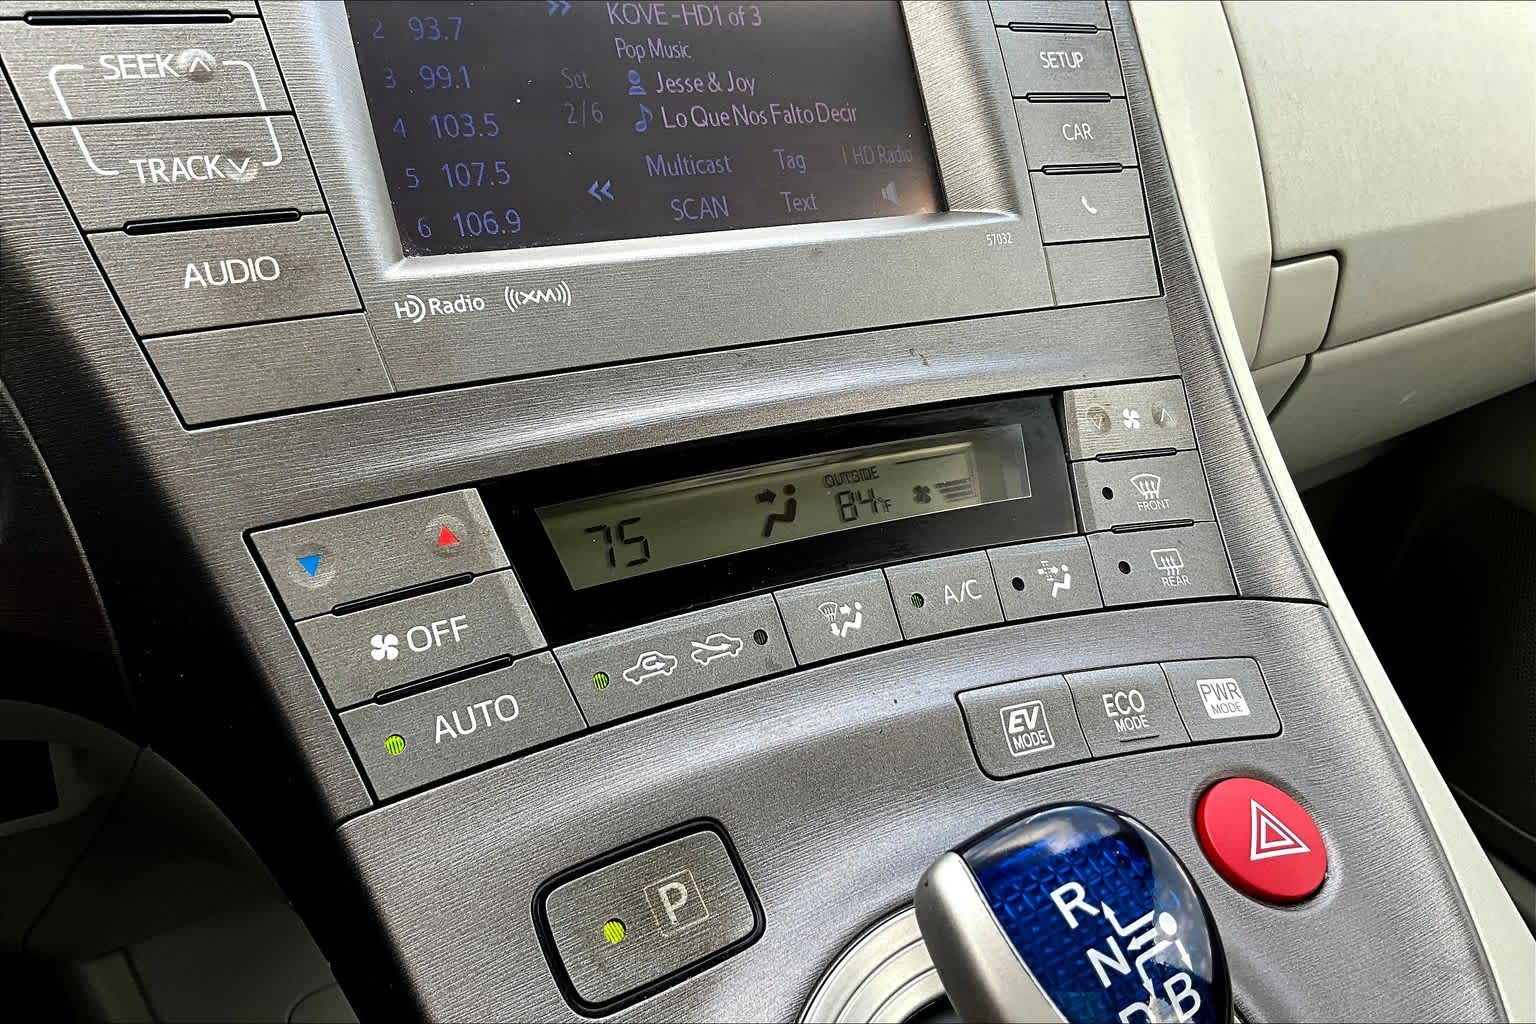 KOVE-HD1 of 3
2 93.7
Pop Music
3 99.1
Set
2/6
Jesse & Joy
4 103.5
Lo Que Nos Falto Decir
5 107.5
Multicast Tag HD Radio
6 106.9
SCAN Text
SEEK
TRACK
AUDIO
SETUP
CAR
57032
HD Radio ((XM))
75
OUTSIDE
84°F
FRONT
REAR
OFF
AUTO
A/C
EV
MODE
ECO
MODE
PWR
MODE
P
R
N
D B